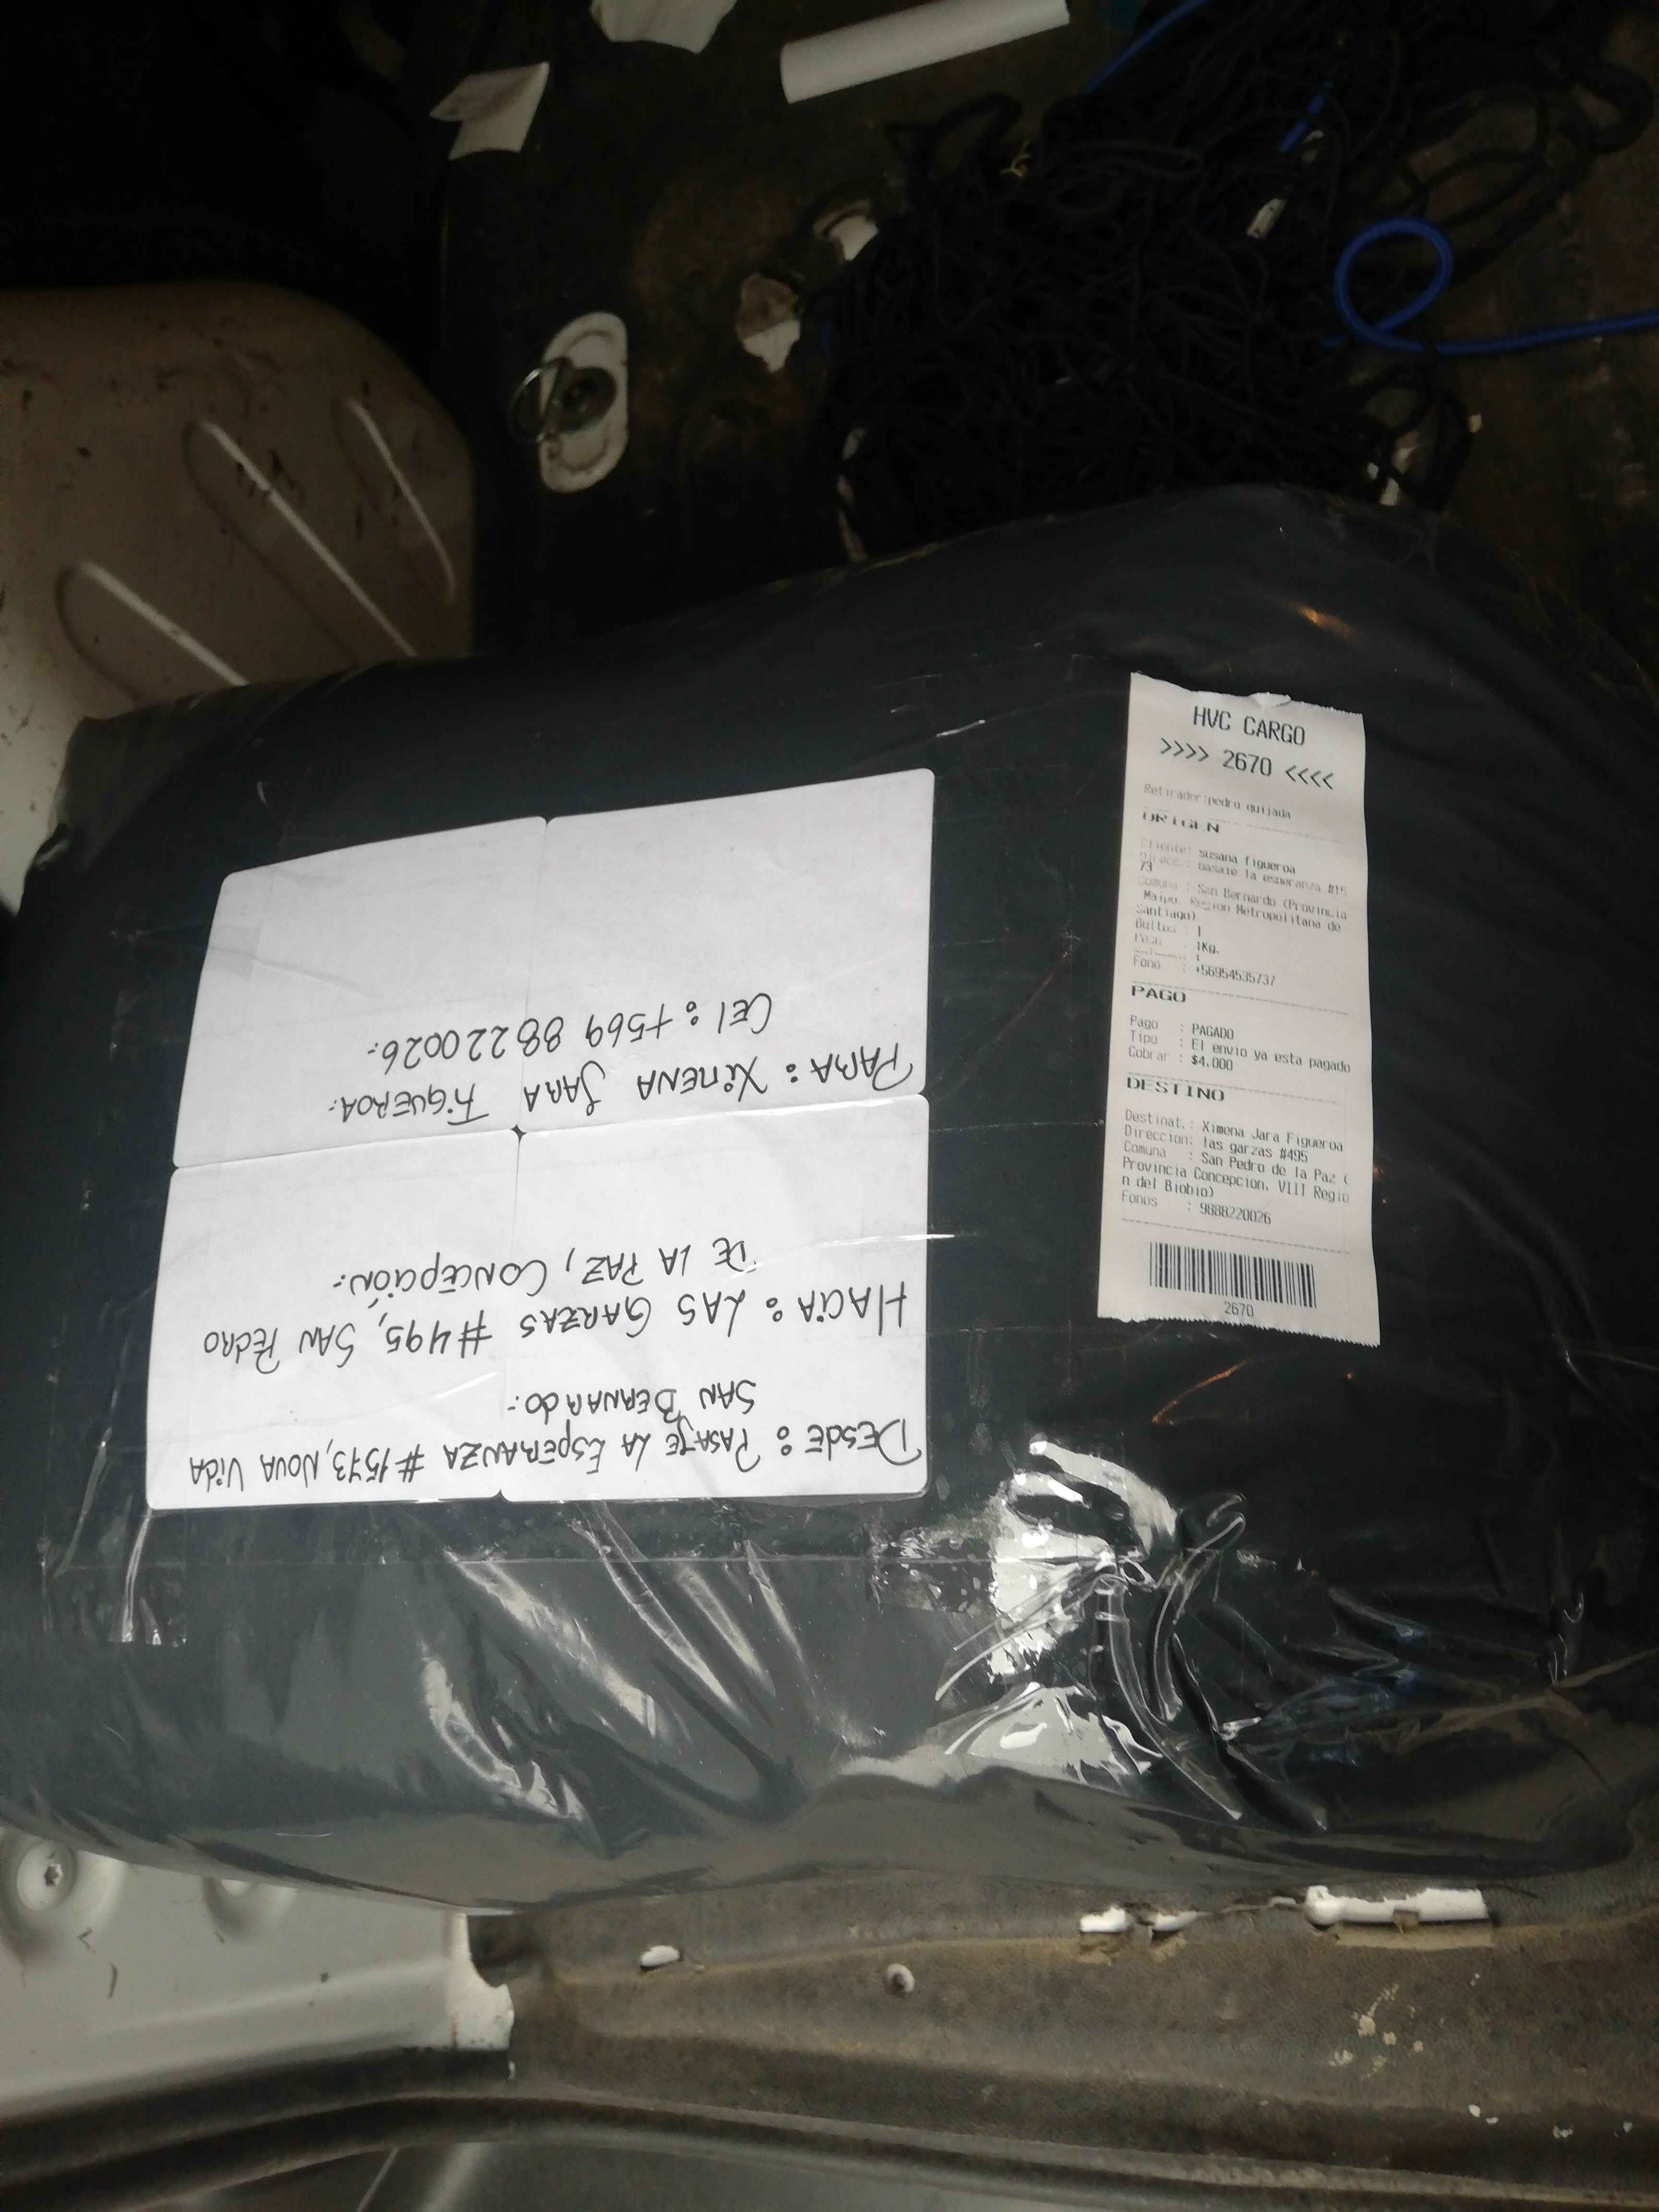 HVC CARGO
>>>> 2670 <<<<
Retirador:pedro quijada
ORIGEN
Cliente: susana figueroa
Direcc.: pasaje la esperanza #15
73
Comuna : San Bernardo (Provincia
Maipo, Region Metropolitana de
Santiago)
Bultos : 1
Peso : 1Kg.
: 1
Fono : +56954535737
PAGO
Pago : PAGADO
Tipo : El envio ya esta pagado
Cobrar : $4.000
DESTINO
Destinat.: Ximena Jara Figueroa
Direccion: las garzas #495
Comuna : San Pedro de la Paz (
Provincia Concepcion, VIII Regio
n del Biobio)
Fonos : 9888220026
2670
DESDE: PASAJE LA ESPERANZA #1573, NOVA VIDA
SAN BERNARDO.-
HACIA: LAS GARZAS #495, SAN PEDRO
DE LA PAZ, CONCEPCIÓN.-
PARA: XIMENA JARA FIGUEROA.-
CEL: +569 88220026.-